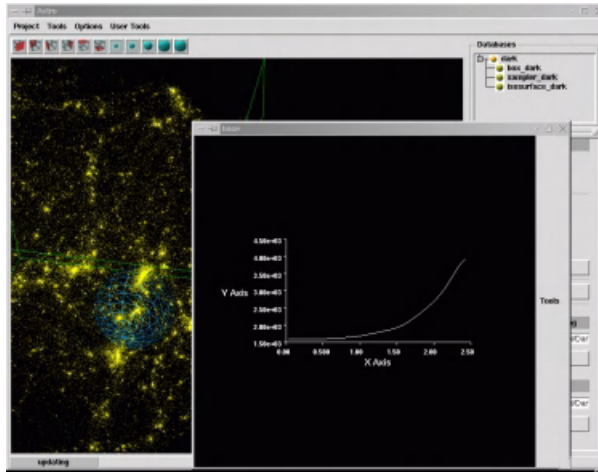 Astro
Project Tools Options User Tools
Databases
dark
box_dark
sampler_dark
isosurface_dark
Tools
4.50e+03
4.00e+03
3.50e+03
3.00e+03
2.50e+03
2.00e+03
1.50e+03
Y Axis
0.00 0.500 1.00 1.50 2.00 2.50
X Axis
updating